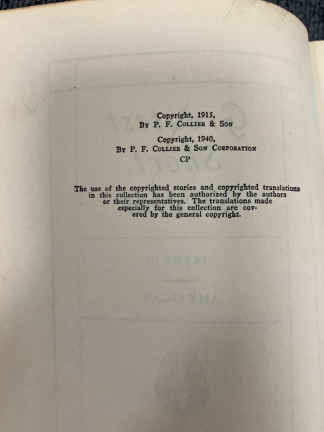 Copyright, 1915,
By P. F. Collier & Son
Copyright, 1940,
By P. F. Collier & Son Corporation
CP
The use of the copyrighted stories and copyrighted translations
in this collection has been authorized by the authors
or their representatives. The translations made
especially for this collection are cov-
ered by the general copyright.